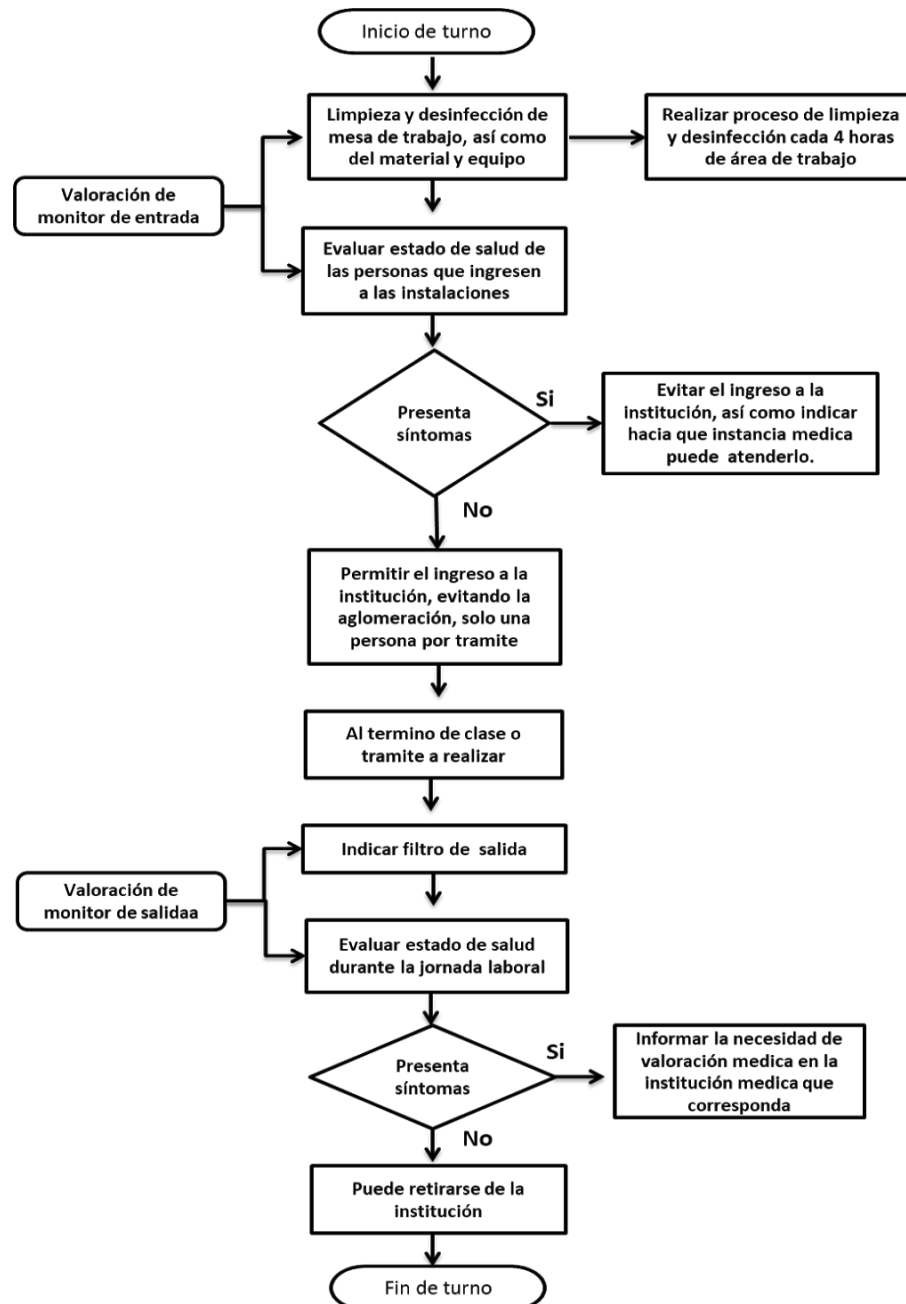 Inicio de turno
Limpieza y desinfección de
mesa de trabajo, así como
del material y equipo
Realizar proceso de limpieza
y desinfección cada 4 horas
de área de trabajo
Valoración de
monitor de entrada
Evaluar estado de salud de
las personas que ingresen
a las instalaciones
Presenta
síntomas
Si
Evitar el ingreso a la
institución, así como indicar
hacia que instancia medica
puede atenderlo.
No
Permitir el ingreso a la
institución, evitando la
aglomeración, solo una
persona por tramite
Al termino de clase o
tramite a realizar
Indicar filtro de salida
Valoración de
monitor de salidaa
Evaluar estado de salud
durante la jornada laboral
Presenta
síntomas
Si
Informar la necesidad de
valoración medica en la
institución medica que
corresponda
No
Puede retirarse de la
institución
Fin de turno